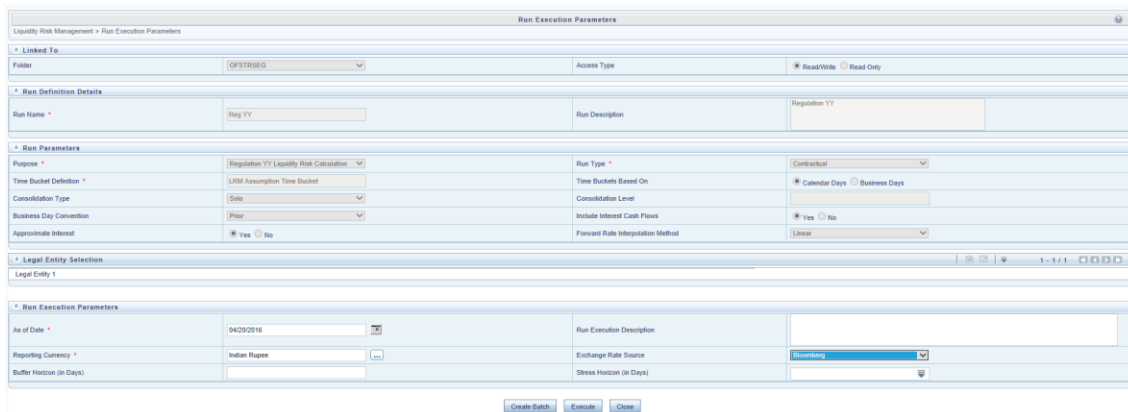 Run Execution Parameters
Liquidity Risk Management > Run Execution Parameters
Linked To
Folder OFSTRSEG Access Type Read/Write Read Only
Run Definition Details
Run Name * Reg YY Run Description Regulation YY
Run Parameters
Purpose * Regulation YY Liquidity Risk Calculation Run Type * Contractual
Time Bucket Definition * LRM Assumption Time Bucket Time Buckets Based On Calendar Days Business Days
Consolidation Type Solo Consolidation Level
Business Day Convention Prior Include Interest Cash Flows Yes No
Approximate Interest Yes No Forward Rate Interpolation Method Linear
Legal Entity Selection 1 - 1 / 1
Legal Entity 1
Run Execution Parameters
As of Date * 04/20/2016 Run Execution Description
Reporting Currency * Indian Rupee ... Exchange Rate Source Bloomberg
Buffer Horizon (in Days) Stress Horizon (in Days)
Create Batch Execute Close